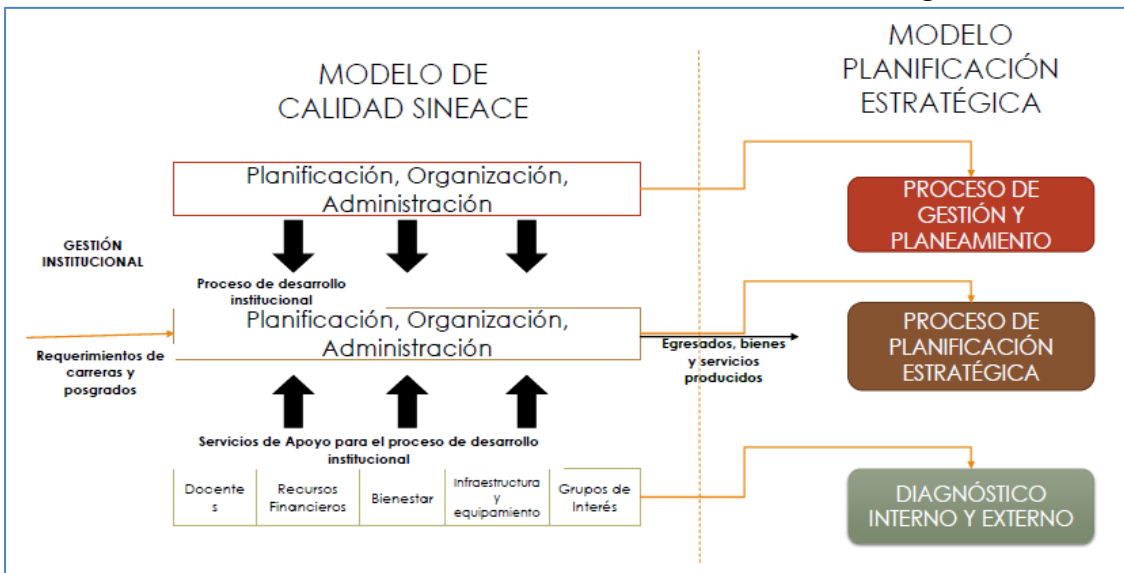 MODELO DE
CALIDAD SINEACE
MODELO
PLANIFICACIÓN
ESTRATÉGICA
Planificación, Organización,
Administración
PROCESO DE
GESTIÓN Y
PLANEAMIENTO
GESTIÓN
INSTITUCIONAL
Proceso de desarrollo
institucional
Planificación, Organización,
Administración
Requerimientos de
carreras y
posgrados
Egresados, bienes
y servicios
producidos
PROCESO DE
PLANIFICACIÓN
ESTRATÉGICA
Servicios de Apoyo para el proceso de desarrollo
institucional
Docente
s
Recursos
Financieros
Bienestar
Infraestructura
y
equipamiento
Grupos de
Interés
DIAGNÓSTICO
INTERNO Y EXTERNO